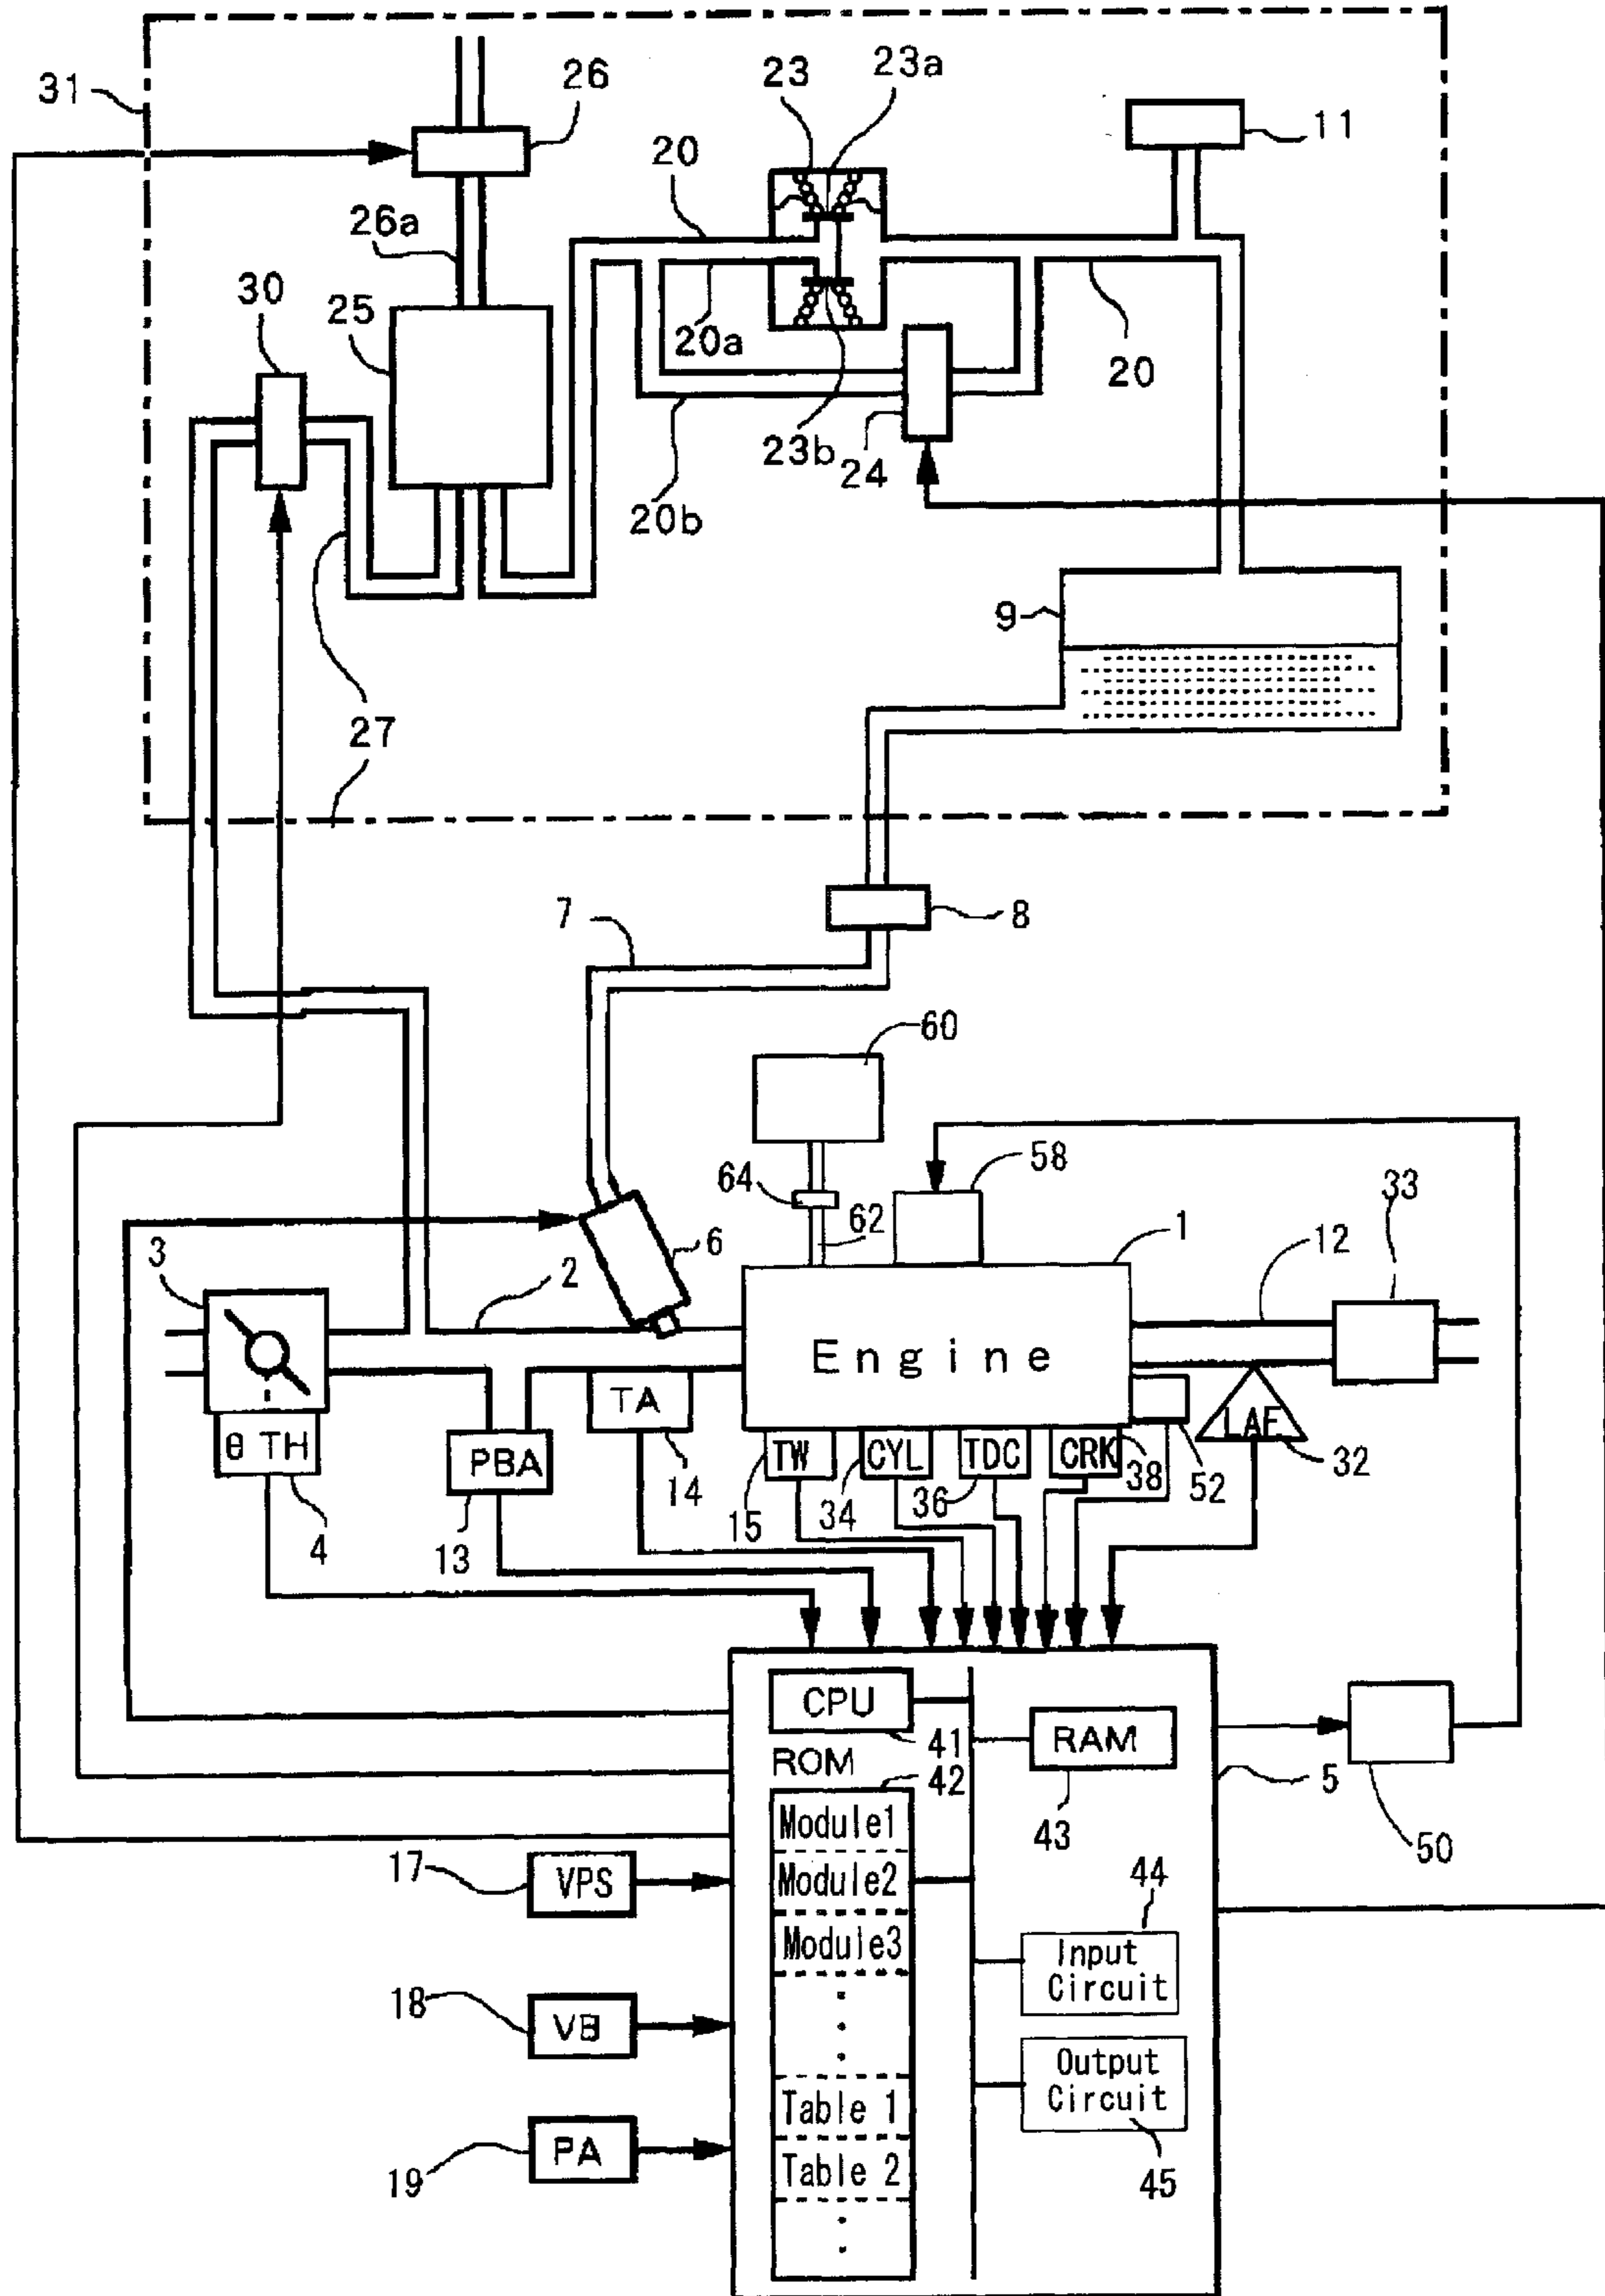 23
23a
26
31
11
20
26a
30
25
20a
20
23b
24
20b
9
27
7
8
60
58
64
33
62
1
12
6
3
2
Engine
TA
LAF
θ TH
PBA
TW
CYL
TDC
CRK
38
52
32
14
36
34
15
4
13
CPU
41
RAM
ROM
42
5
43
Module1
50
17
VPS
Module2
44
Module3
Input
Circuit
18
VB
Output
Circuit
Table 1
45
19
PA
Table 2